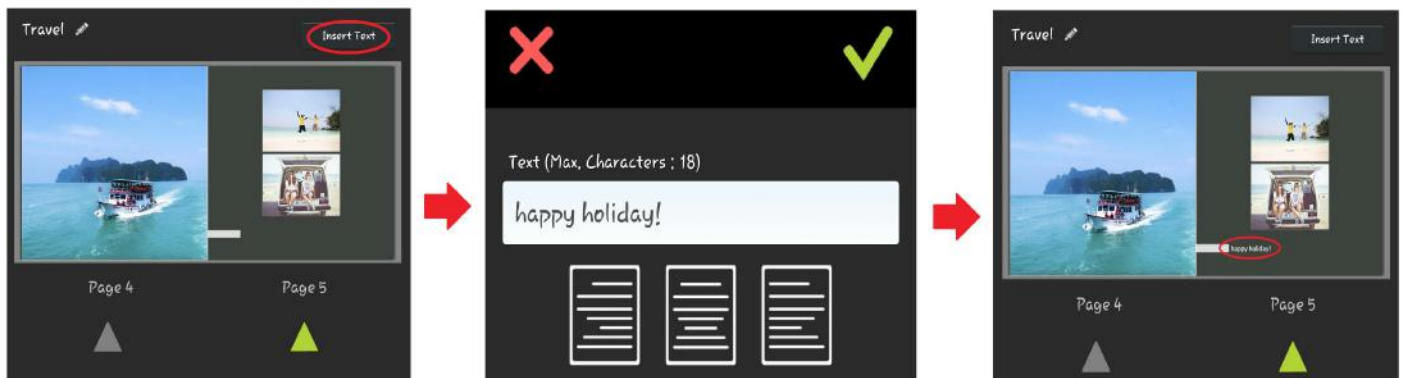 Travel
Insert Text
Page 4
Page 5
Text (Max, Characters : 18)
happy holiday!
Travel
Insert Text
happy holiday!
Page 4
Page 5